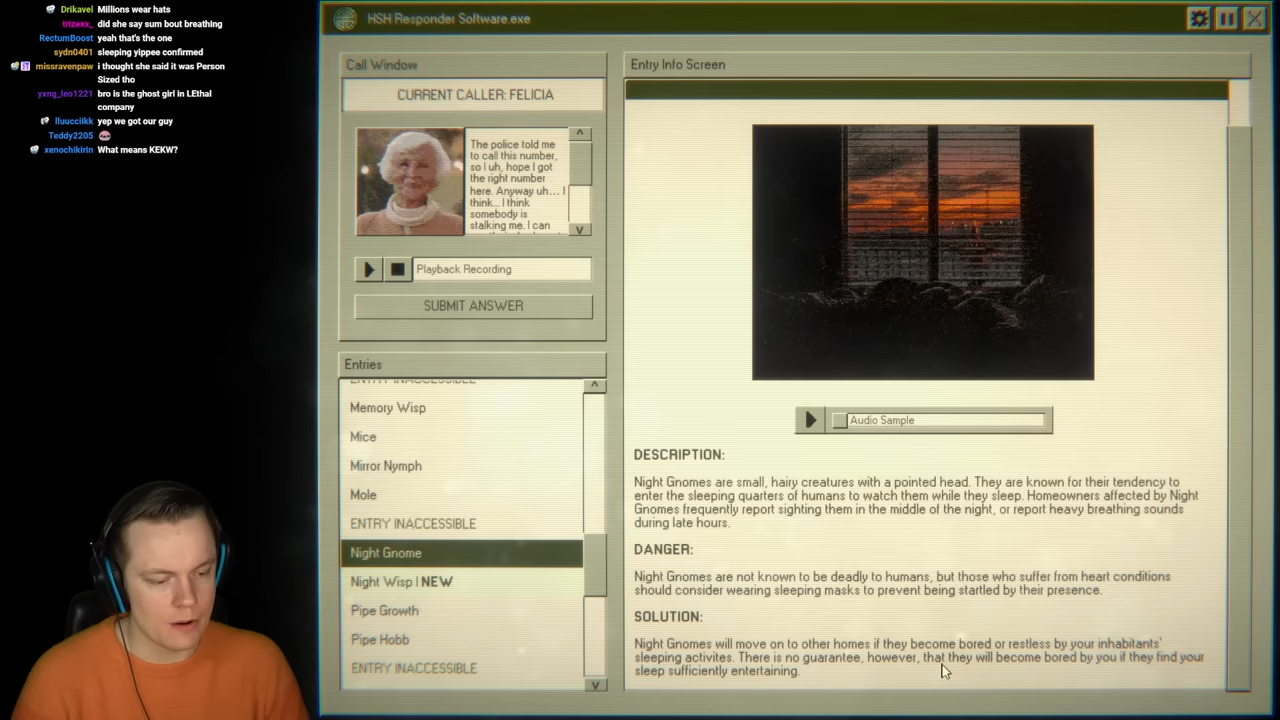 Drikavel Millions wear hats
trizexx_ did she say sum bout breathing
RectumBoost yeah that's the one
sydn0401 sleeping yippee confirmed
missravenpaw i thought she said it was Person
Sized tho
yxng_leo1221 bro is the ghost girl in LEthal
company
lluucciikk yep we got our guy
Teddy2205
xenochikirin What means KEKW?
HSH Responder Software.exe
Call Window
CURRENT CALLER: FELICIA
The police told me
to call this number,
so I uh, hope I got
the right number
here. Anyway uh... I
think... I think
somebody is
stalking me. I can
Playback Recording
SUBMIT ANSWER
Entries
ENTRY INACCESSIBLE
Memory Wisp
Mice
Mirror Nymph
Mole
ENTRY INACCESSIBLE
Night Gnome
Night Wisp | NEW
Pipe Growth
Pipe Hobb
ENTRY INACCESSIBLE
Entry Info Screen
Audio Sample
DESCRIPTION:
Night Gnomes are small, hairy creatures with a pointed head. They are known for their tendency to
enter the sleeping quarters of humans to watch them while they sleep. Homeowners affected by Night
Gnomes frequently report sighting them in the middle of the night, or report heavy breathing sounds
during late hours.
DANGER:
Night Gnomes are not known to be deadly to humans, but those who suffer from heart conditions
should consider wearing sleeping masks to prevent being startled by their presence.
SOLUTION:
Night Gnomes will move on to other homes if they become bored or restless by your inhabitants'
sleeping activites. There is no guarantee, however, that they will become bored by you if they find your
sleep sufficiently entertaining.